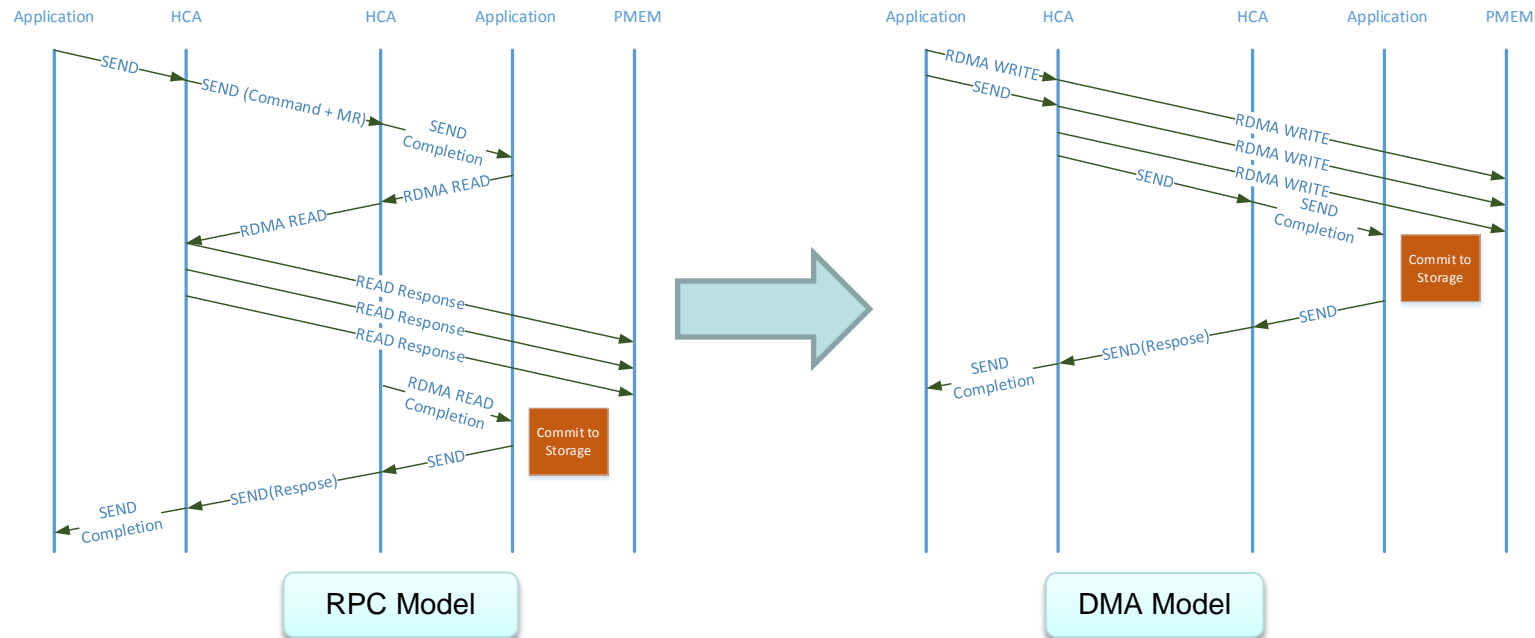 Application
HCA
HCA
Application
PMEM
SEND
SEND (Command + MR)
SEND
Completion
RDMA READ
RDMA READ
READ Response
READ Response
READ Response
RDMA READ
Completion
Commit to
Storage
SEND
SEND(Respose)
SEND
Completion
RPC Model
Application
HCA
HCA
Application
PMEM
RDMA WRITE
SEND
RDMA WRITE
RDMA WRITE
RDMA WRITE
SEND
SEND
Completion
Commit to
Storage
SEND
SEND(Respose)
SEND
Completion
DMA Model